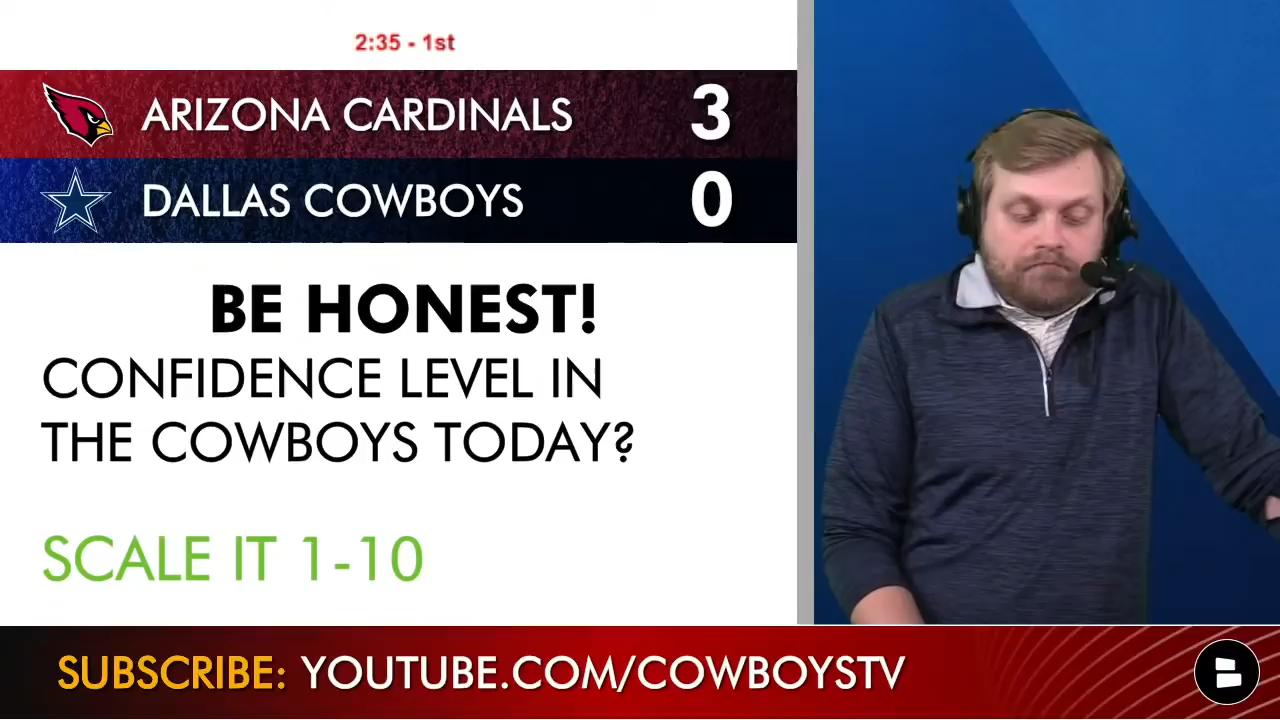 2:35 - 1st
ARIZONA CARDINALS 3
DALLAS COWBOYS 0
BE HONEST!
CONFIDENCE LEVEL IN
THE COWBOYS TODAY?
SCALE IT 1-10
SUBSCRIBE: YOUTUBE.COM/COWBOYSTV